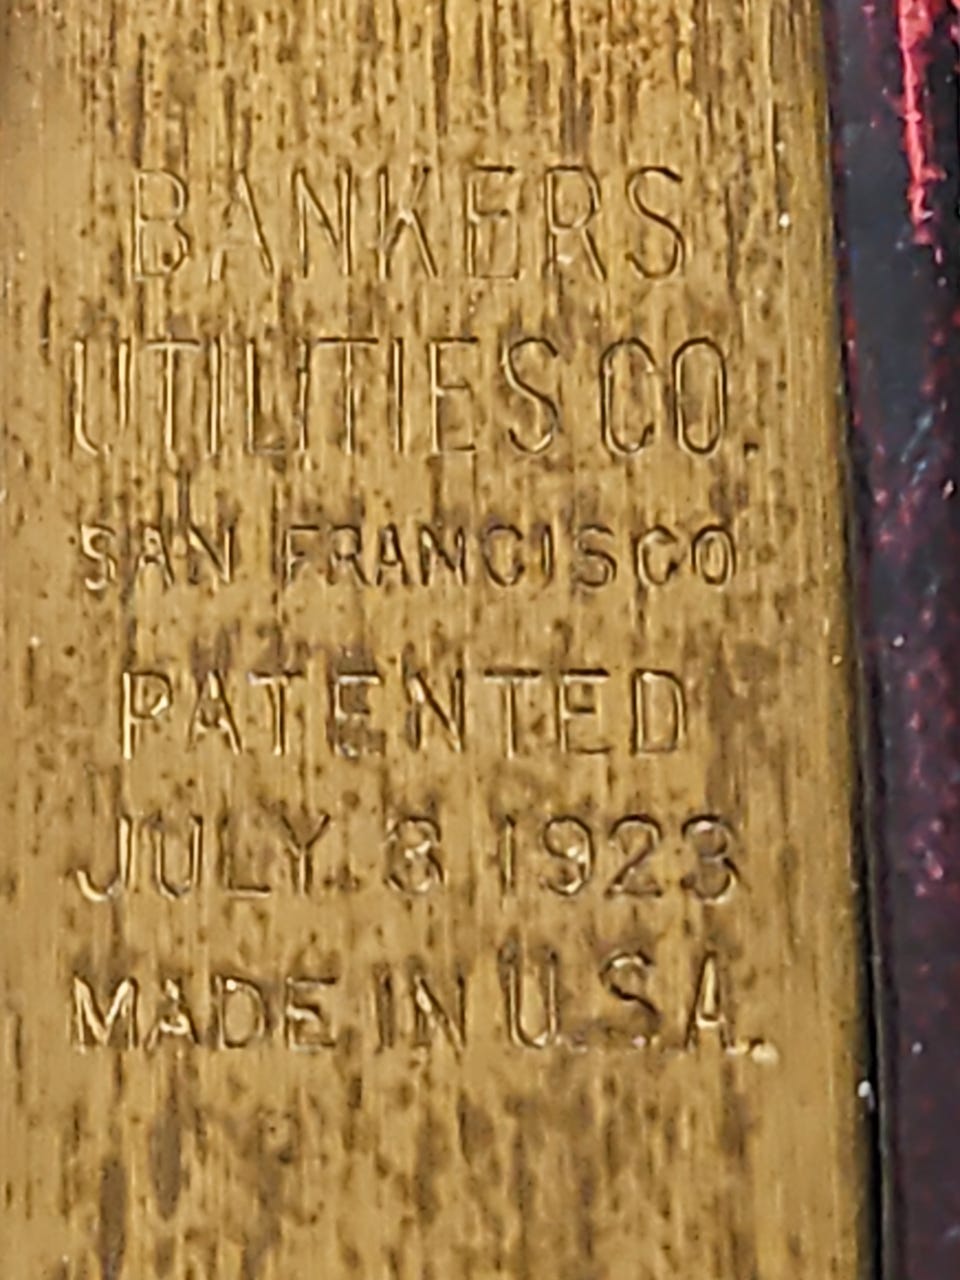 BANKERS
UTILITIES CO.
SAN FRANCISCO
PATENTED
JULY. 3 1923
MADE IN U.S.A.